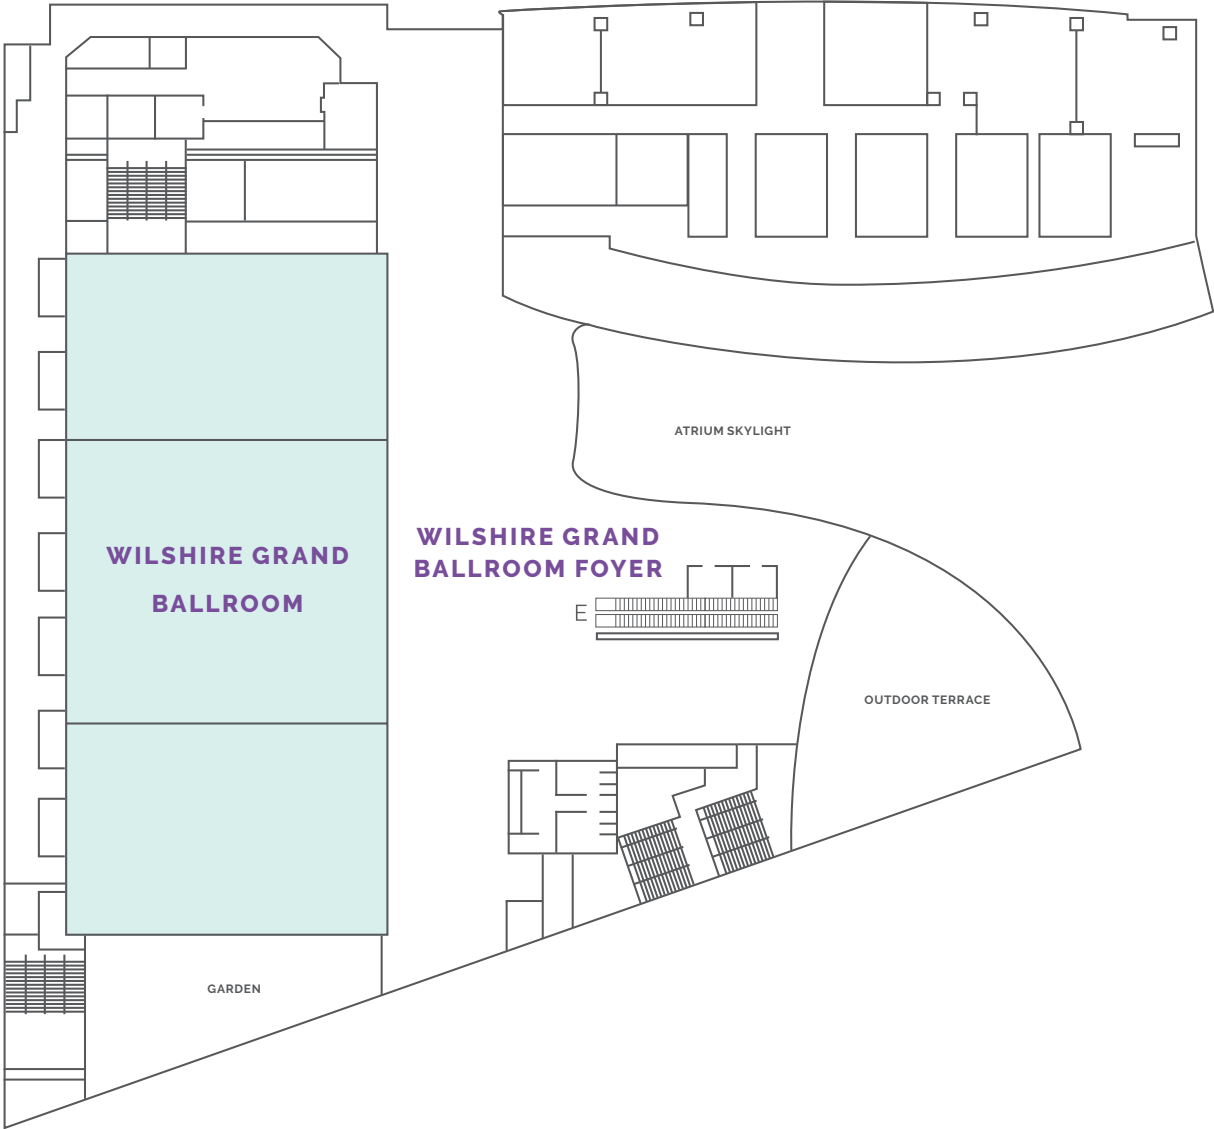 ATRIUM SKYLIGHT
WILSHIRE GRAND
BALLROOM FOYER
WILSHIRE GRAND
BALLROOM
E
OUTDOOR TERRACE
GARDEN